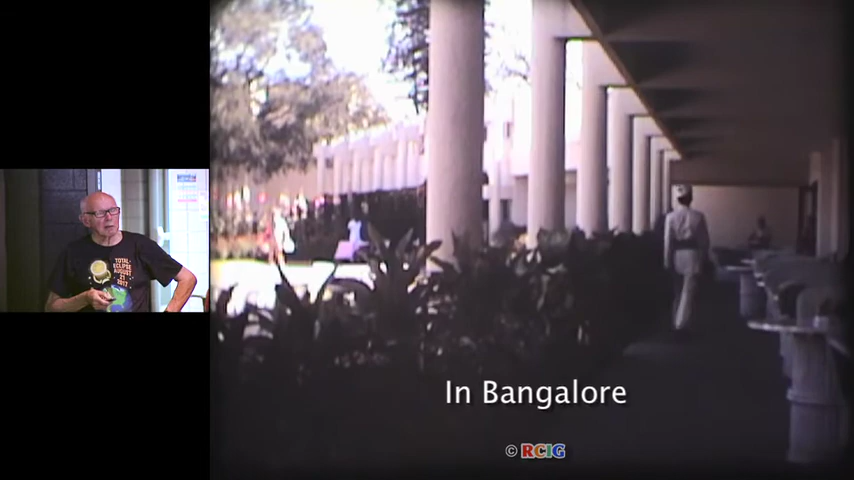 TOTAL
ECLIPSE
AUGUST
21
2017
In Bangalore
© RCIG